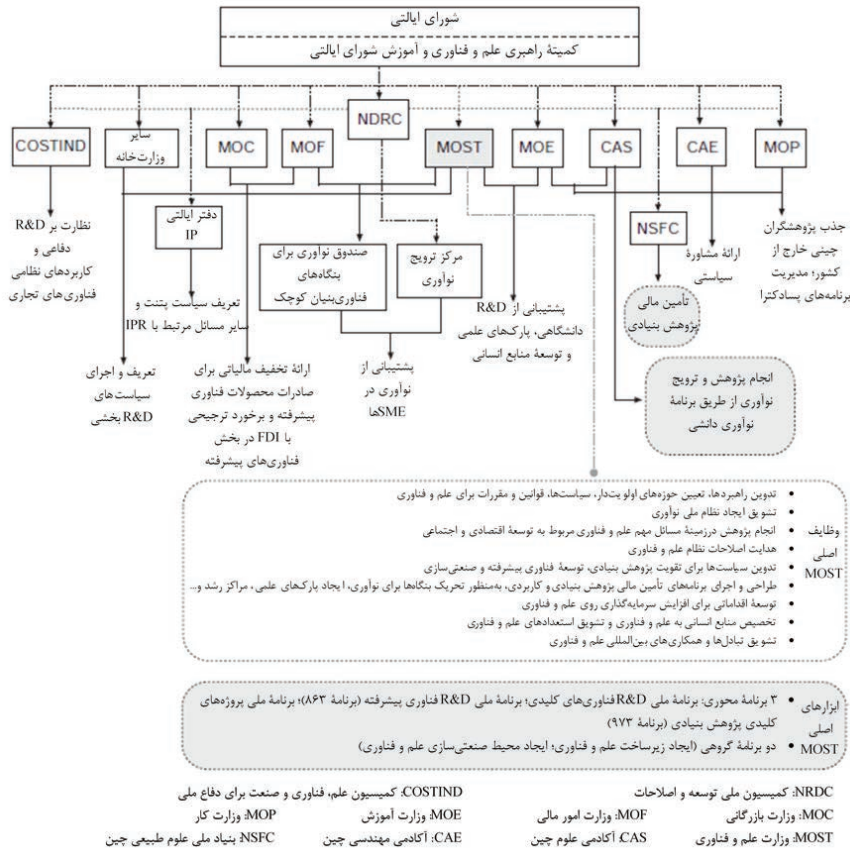 شورای ایالتی
کمیتهٔ راهبری علم و فناوری و آموزش شورای ایالتی
NDRC
COSTIND
سایر
وزارت‌خانه
MOC
MOF
MOST
MOE
CAS
CAE
MOP
نظارت بر R&D
دفاعی و
کاربردهای نظامی
فناوری‌های تجاری
دفتر ایالتی
IP
صندوق نوآوری برای
بنگاه‌های
فناوری‌بنیان کوچک
مرکز ترویج
نوآوری
NSFC
ارائهٔ مشاورهٔ
سیاستی
جذب پژوهشگران
چینی خارج از
کشور؛ مدیریت
برنامه‌های پسادکترا
تعریف سیاست پتنت و
سایر مسائل مرتبط با IPR
پشتیبانی از R&D
دانشگاهی، پارک‌های علمی
و توسعهٔ منابع انسانی
تأمین مالی
پژوهش بنیادی
تعریف و اجرای
سیاست‌های
R&D بخشی
ارائهٔ تخفیف مالیاتی برای
صادرات محصولات فناوری
پیشرفته و برخورد ترجیحی
با FDI در بخش
فناوری‌های پیشرفته
پشتیبانی از
نوآوری در
SMEها
انجام پژوهش و ترویج
نوآوری از طریق برنامهٔ
نوآوری دانشی
وظایف
اصلی
MOST
• تدوین راهبردها، تعیین حوزه‌های اولویت‌دار، سیاست‌ها، قوانین و مقررات برای علم و فناوری
• تشویق ایجاد نظام ملی نوآوری
• انجام پژوهش درزمینهٔ مسائل مهم علم و فناوری مربوط به توسعهٔ اقتصادی و اجتماعی
• هدایت اصلاحات نظام علم و فناوری
• تدوین سیاست‌ها برای تقویت پژوهش بنیادی، توسعهٔ فناوری پیشرفته و صنعتی‌سازی
• طراحی و اجرای برنامه‌های تأمین مالی پژوهش بنیادی و کاربردی، به‌منظور تحریک بنگاه‌ها برای نوآوری، ایجاد پارک‌های علمی، مراکز رشد و...
• توسعهٔ اقداماتی برای افزایش سرمایه‌گذاری روی علم و فناوری
• تخصیص منابع انسانی به علم و فناوری و تشویق استعدادهای علم و فناوری
• تشویق تبادل‌ها و همکاری‌های بین‌المللی علم و فناوری
ابزارهای
اصلی
MOST
• ۳ برنامهٔ محوری: برنامهٔ ملی R&D فناوری‌های کلیدی؛ برنامهٔ ملی R&D فناوری پیشرفته (برنامهٔ ۸۶۳)؛ برنامهٔ ملی پروژه‌های
کلیدی پژوهش بنیادی (برنامهٔ ۹۷۳)
• دو برنامهٔ گروهی (ایجاد زیرساخت علم و فناوری؛ ایجاد محیط صنعتی‌سازی علم و فناوری)
NRDC: کمیسیون ملی توسعه و اصلاحات COSTIND: کمیسیون علم، فناوری و صنعت برای دفاع ملی
MOC: وزارت بازرگانی MOF: وزارت امور مالی MOE: وزارت آموزش MOP: وزارت کار
MOST: وزارت علم و فناوری CAS: آکادمی علوم چین CAE: آکادمی مهندسی چین NSFC: بنیاد ملی علوم طبیعی چین